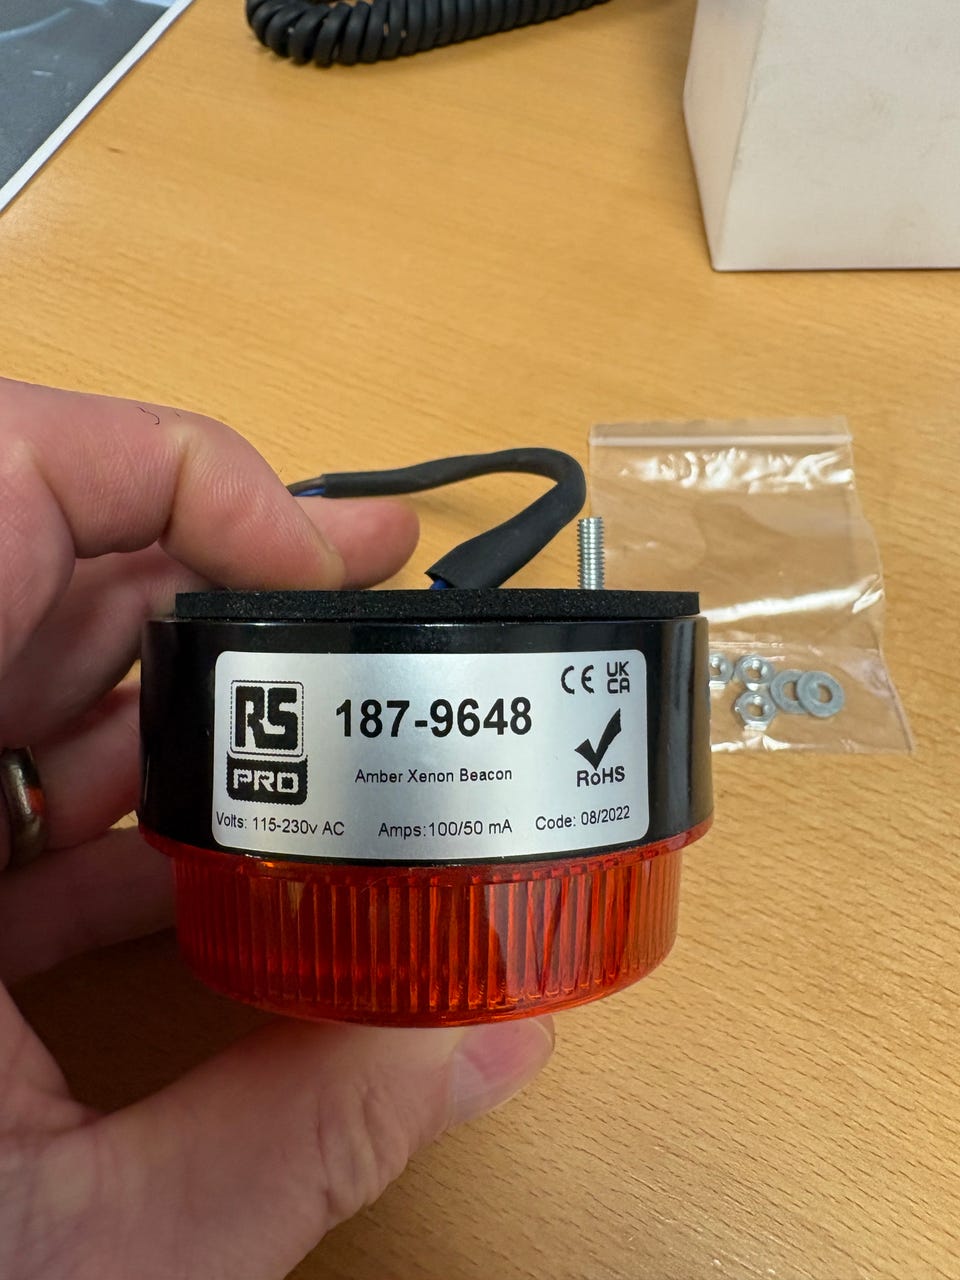 RS
PRO
187-9648
Amber Xenon Beacon
CE UK
CA
RoHS
Volts: 115-230v AC Amps:100/50 mA Code: 08/2022